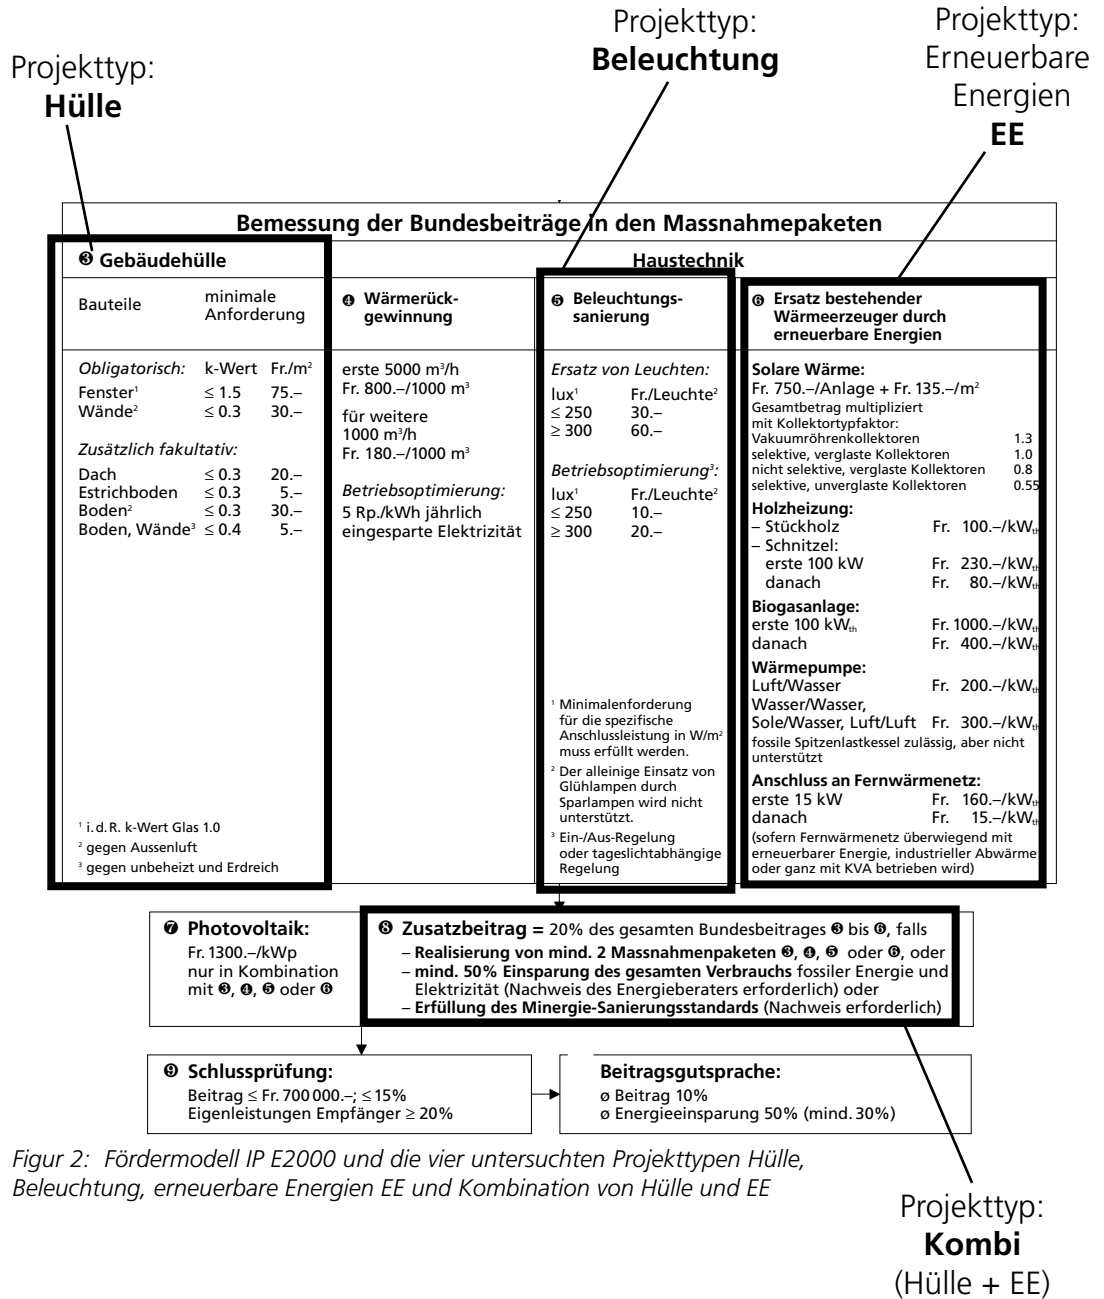 Projekttyp:
Hülle
Projekttyp:
Beleuchtung
Projekttyp:
Erneuerbare
Energien
EE
Bemessung der Bundesbeiträge in den Massnahmepaketen
❸ Gebäudehülle
Haustechnik
Bauteile minimale Anforderung
❹ Wärmerück-
gewinnung
❺ Beleuchtungs-
sanierung
❻ Ersatz bestehender
Wärmeerzeuger durch
erneuerbare Energien
Obligatorisch: k-Wert Fr./m²
Fenster¹ ≤ 1.5 75.–
Wände² ≤ 0.3 30.–
Zusätzlich fakultativ:
Dach ≤ 0.3 20.–
Estrichboden ≤ 0.3 5.–
Boden² ≤ 0.3 30.–
Boden, Wände³ ≤ 0.4 5.–
¹ i.d.R. k-Wert Glas 1.0
² gegen Aussenluft
³ gegen unbeheizt und Erdreich
erste 5000 m³/h
Fr. 800.–/1000 m³
für weitere
1000 m³/h
Fr. 180.–/1000 m³
Betriebsoptimierung:
5 Rp./kWh jährlich
eingesparte Elektrizität
Ersatz von Leuchten:
lux¹ Fr./Leuchte²
≤ 250 30.–
≥ 300 60.–
Betriebsoptimierung³:
lux¹ Fr./Leuchte²
≤ 250 10.–
≥ 300 20.–
¹ Minimalenforderung
für die spezifische
Anschlussleistung in W/m²
muss erfüllt werden.
² Der alleinige Einsatz von
Glühlampen durch
Sparlampen wird nicht
unterstützt.
³ Ein-/Aus-Regelung
oder tageslichtabhängige
Regelung
Solare Wärme:
Fr. 750.–/Anlage + Fr. 135.–/m²
Gesamtbetrag multipliziert
mit Kollektortypfaktor:
Vakuumröhrenkollektoren 1.3
selektive, verglaste Kollektoren 1.0
nicht selektive, verglaste Kollektoren 0.8
selektive, unverglaste Kollektoren 0.55
Holzheizung:
– Stückholz Fr. 100.–/kWth
– Schnitzel:
erste 100 kW Fr. 230.–/kWth
danach Fr. 80.–/kWth
Biogasanlage:
erste 100 kWth Fr. 1000.–/kWth
danach Fr. 400.–/kWth
Wärmepumpe:
Luft/Wasser Fr. 200.–/kWth
Wasser/Wasser,
Sole/Wasser, Luft/Luft Fr. 300.–/kWth
fossile Spitzenlastkessel zulässig, aber nicht
unterstützt
Anschluss an Fernwärmenetz:
erste 15 kW Fr. 160.–/kWth
danach Fr. 15.–/kWth
(sofern Fernwärmenetz überwiegend mit
erneuerbarer Energie, industrieller Abwärme
oder ganz mit KVA betrieben wird)
❼ Photovoltaik:
Fr. 1300.–/kWp
nur in Kombination
mit ❸, ❹, ❺ oder ❻
❽ Zusatzbeitrag = 20% des gesamten Bundesbeitrages ❸ bis ❻, falls
– Realisierung von mind. 2 Massnahmenpaketen ❸, ❹, ❺ oder ❻, oder
– mind. 50% Einsparung des gesamten Verbrauchs fossiler Energie und
Elektrizität (Nachweis des Energieberaters erforderlich) oder
– Erfüllung des Minergie-Sanierungsstandards (Nachweis erforderlich)
❾ Schlussprüfung:
Beitrag ≤ Fr. 700 000.–; ≤ 15%
Eigenleistungen Empfänger ≥ 20%
Beitragsgutsprache:
ø Beitrag 10%
ø Energieeinsparung 50% (mind. 30%)
Figur 2: Fördermodell IP E2000 und die vier untersuchten Projekttypen Hülle,
Beleuchtung, erneuerbare Energien EE und Kombination von Hülle und EE
Projekttyp:
Kombi
(Hülle + EE)